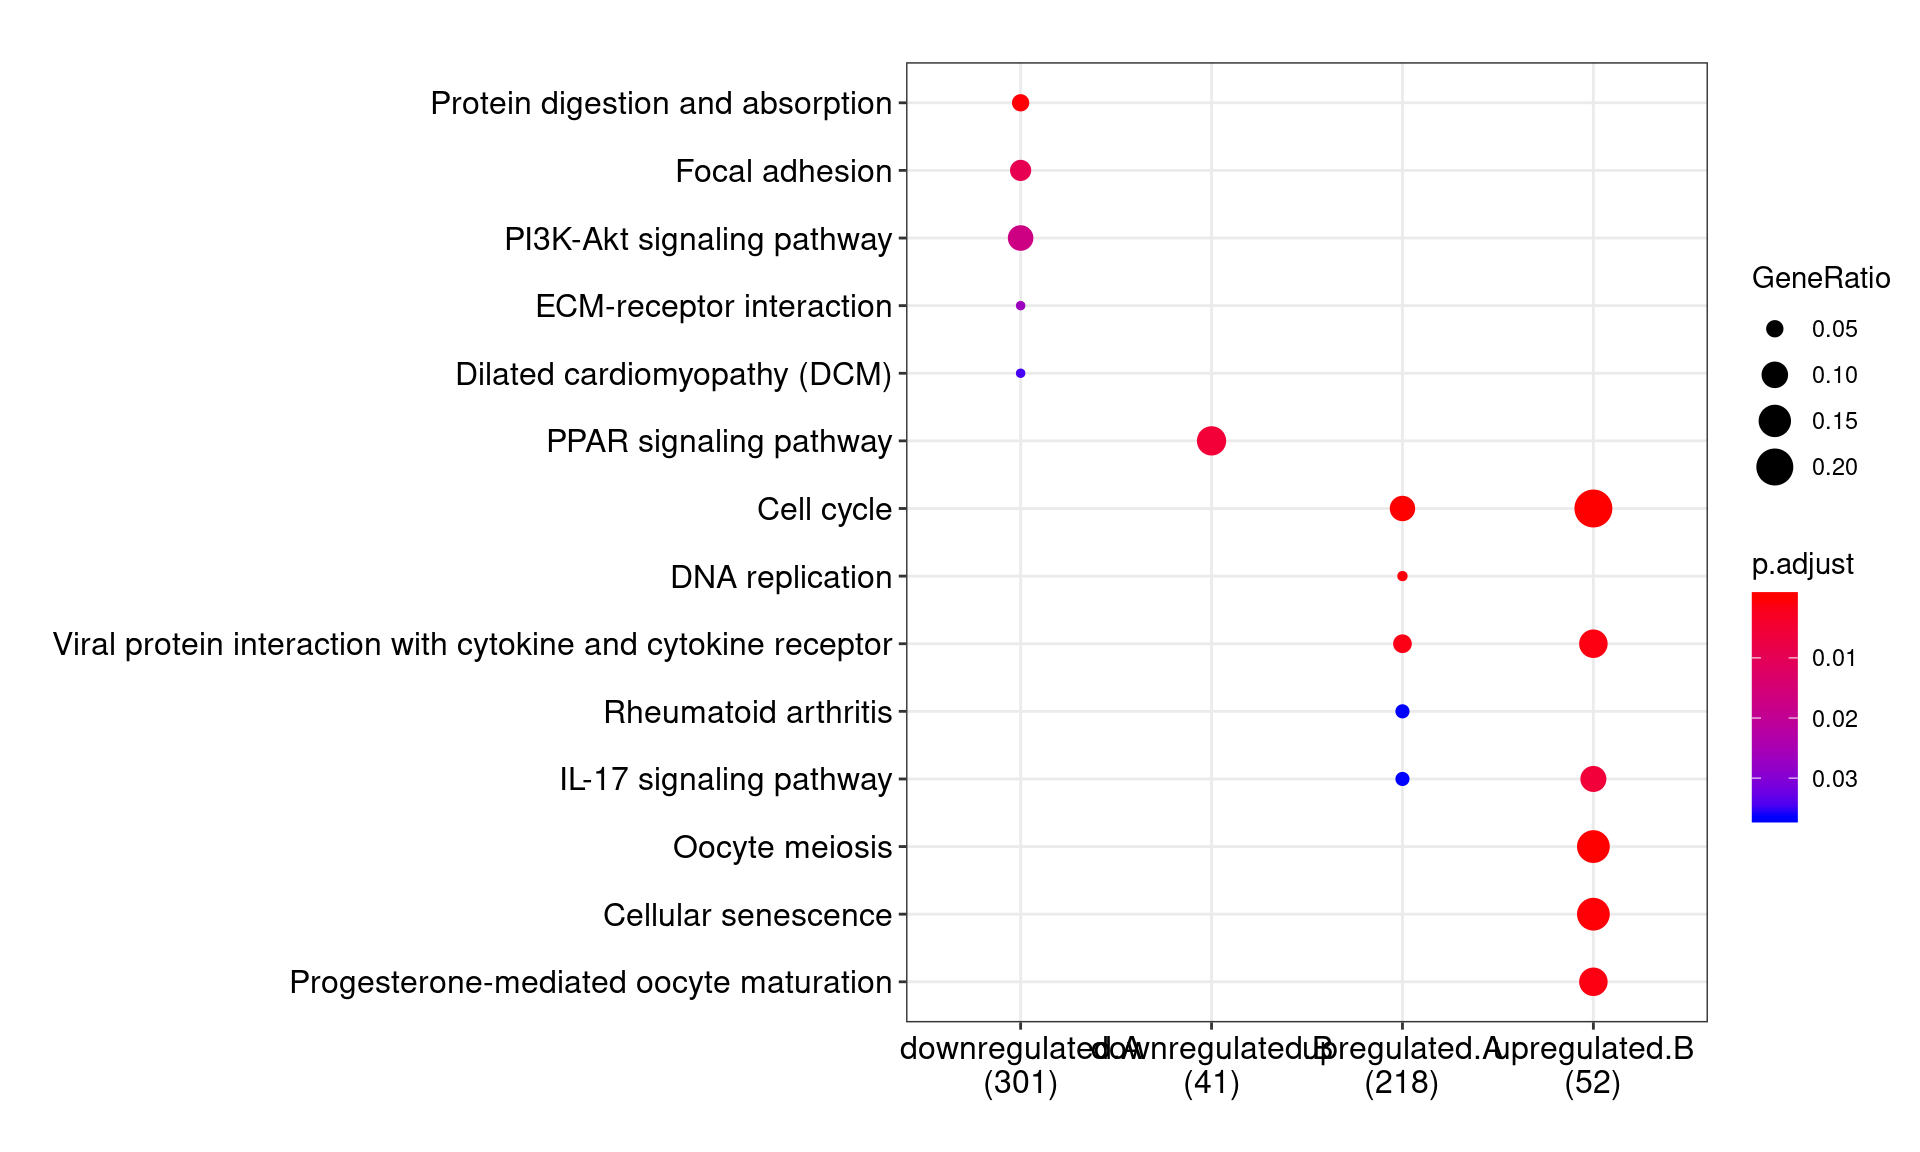 Protein digestion and absorption
Focal adhesion
PI3K-Akt signaling pathway
ECM-receptor interaction
Dilated cardiomyopathy (DCM)
PPAR signaling pathway
Cell cycle
DNA replication
Viral protein interaction with cytokine and cytokine receptor
Rheumatoid arthritis
IL-17 signaling pathway
Oocyte meiosis
Cellular senescence
Progesterone-mediated oocyte maturation
downregulated.A downregulated.B upregulated.A upregulated.B
(301) (41) (218) (52)
GeneRatio
0.05
0.10
0.15
0.20
p.adjust
0.01
0.02
0.03